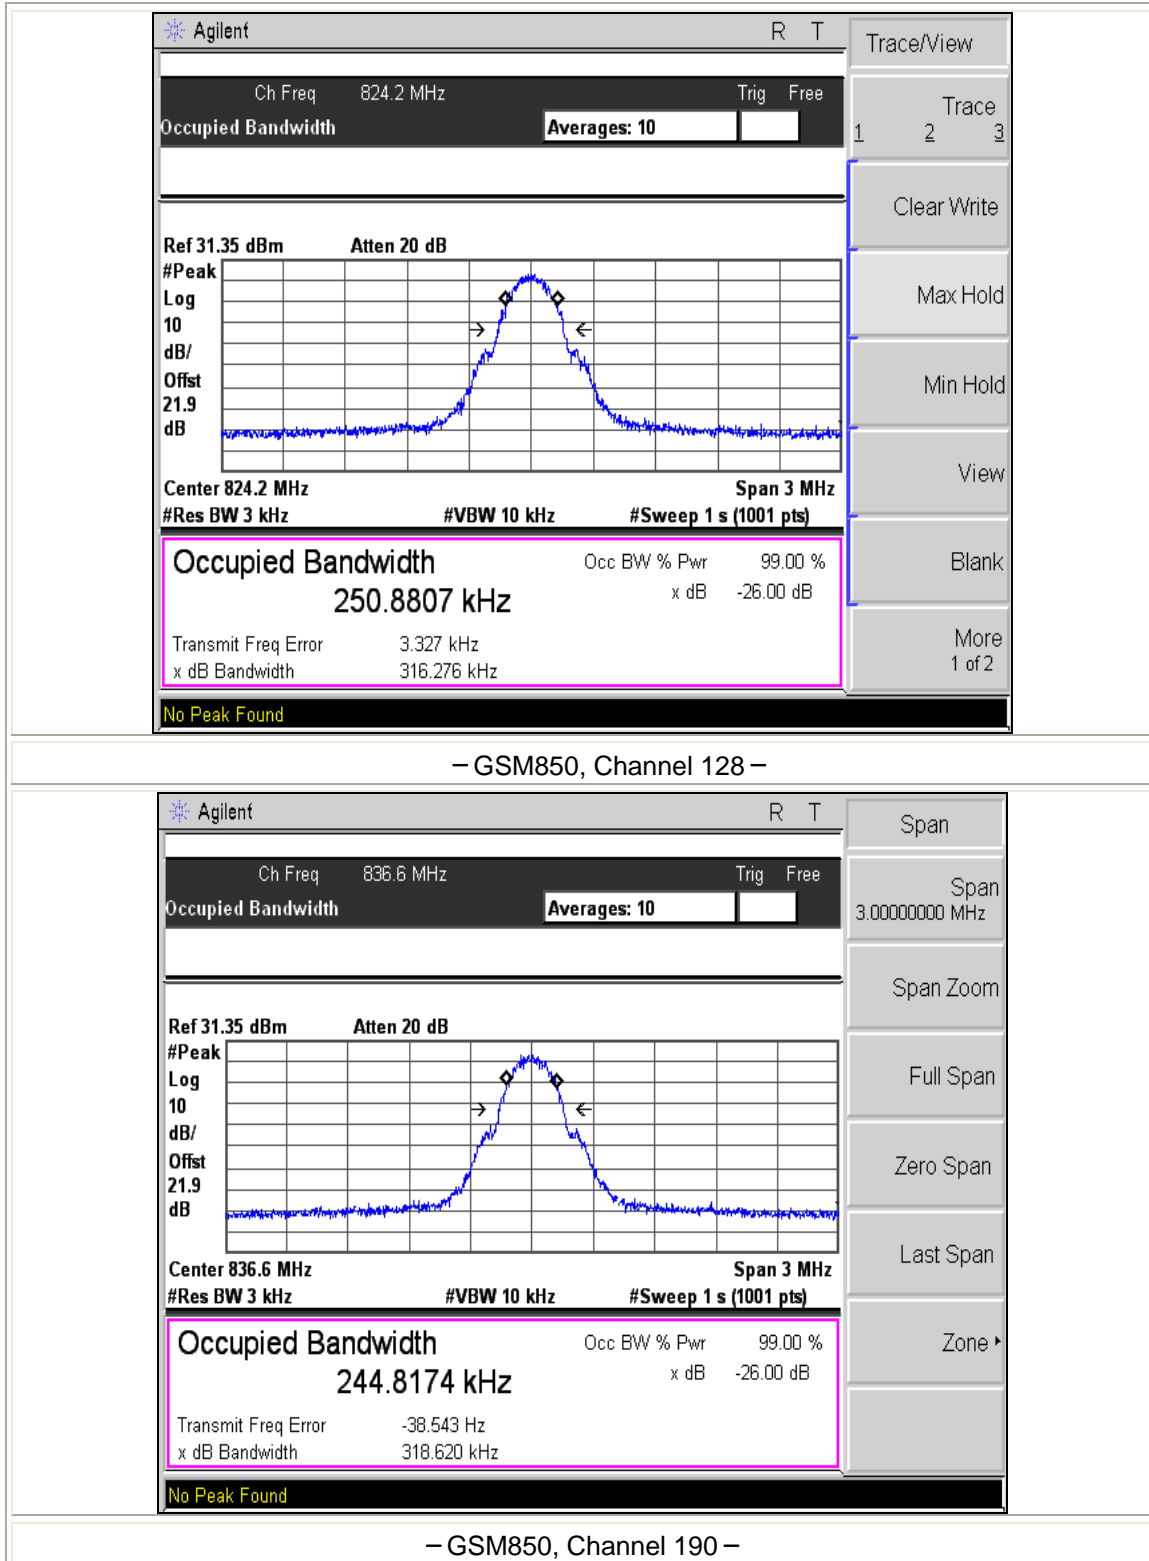 Agilent R T
Trace/View
Ch Freq 824.2 MHz Trig Free
Occupied Bandwidth Averages: 10
Trace
1 2 3
Clear Write
Ref 31.35 dBm Atten 20 dB
#Peak
Log
10
dB/
Offst
21.9
dB
Max Hold
Min Hold
View
Center 824.2 MHz Span 3 MHz
#Res BW 3 kHz #VBW 10 kHz #Sweep 1 s (1001 pts)
Occupied Bandwidth Occ BW % Pwr 99.00 %
250.8807 kHz x dB -26.00 dB
Blank
Transmit Freq Error 3.327 kHz
x dB Bandwidth 316.276 kHz
More
1 of 2
No Peak Found
–GSM850, Channel 128–
Agilent R T
Span
Ch Freq 836.6 MHz Trig Free
Occupied Bandwidth Averages: 10
Span
3.00000000 MHz
Span Zoom
Ref 31.35 dBm Atten 20 dB
#Peak
Log
10
dB/
Offst
21.9
dB
Full Span
Zero Span
Last Span
Center 836.6 MHz Span 3 MHz
#Res BW 3 kHz #VBW 10 kHz #Sweep 1 s (1001 pts)
Occupied Bandwidth Occ BW % Pwr 99.00 %
244.8174 kHz x dB -26.00 dB
Zone
Transmit Freq Error -38.543 Hz
x dB Bandwidth 318.620 kHz
No Peak Found
–GSM850, Channel 190–